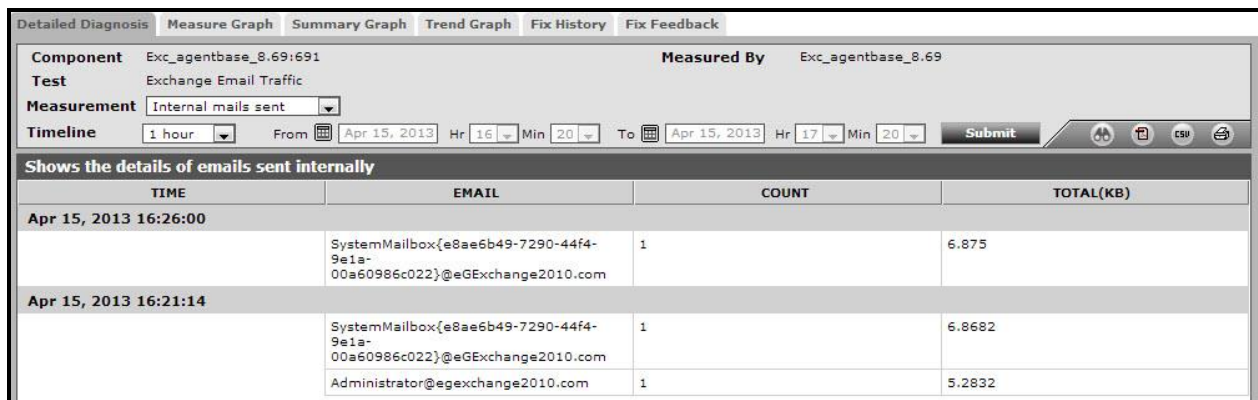 Detailed Diagnosis Measure Graph Summary Graph Trend Graph Fix History Fix Feedback
Component Exc_agentbase_8.69:691 Measured By Exc_agentbase_8.69
Test Exchange Email Traffic
Measurement Internal mails sent
Timeline 1 hour From Apr 15, 2013 Hr 16 Min 20 To Apr 15, 2013 Hr 17 Min 20 Submit CSV
Shows the details of emails sent internally
TIME EMAIL COUNT TOTAL(KB)
Apr 15, 2013 16:26:00
SystemMailbox{e8ae6b49-7290-44f4- 1 6.875
9e1a-
00a60986c022}@eGExchange2010.com
Apr 15, 2013 16:21:14
SystemMailbox{e8ae6b49-7290-44f4- 1 6.8682
9e1a-
00a60986c022}@eGExchange2010.com
Administrator@egexchange2010.com 1 5.2832